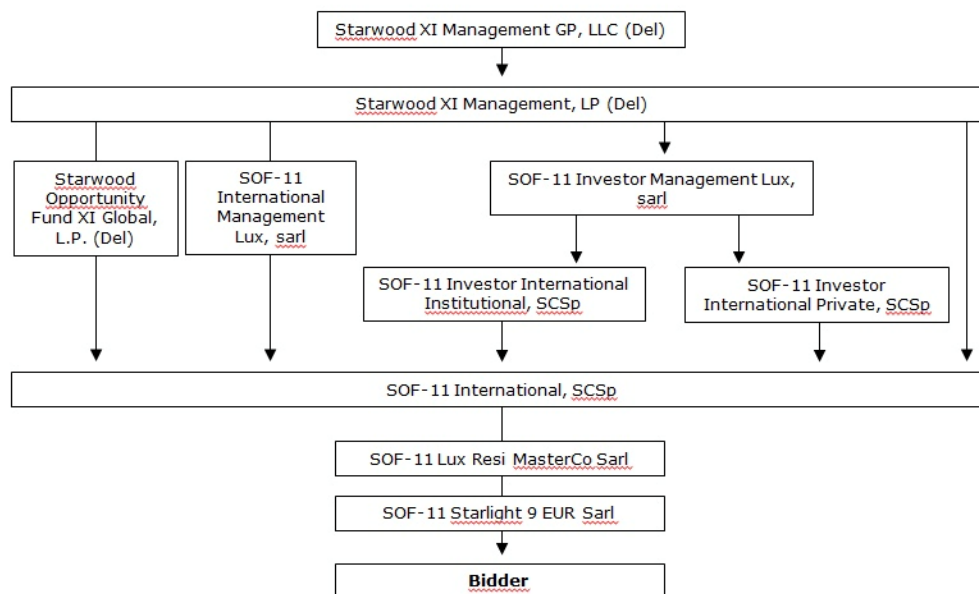 Starwood XI Management GP, LLC (Del)
Starwood XI Management, LP (Del)
Starwood
Opportunity
Fund XI Global,
L.P. (Del)
SOF-11
International
Management
Lux, sarl
SOF-11 Investor Management Lux,
sarl
SOF-11 Investor International
Institutional, SCSp
SOF-11 Investor
International Private, SCSp
SOF-11 International, SCSp
SOF-11 Lux Resi MasterCo Sarl
SOF-11 Starlight 9 EUR Sarl
Bidder